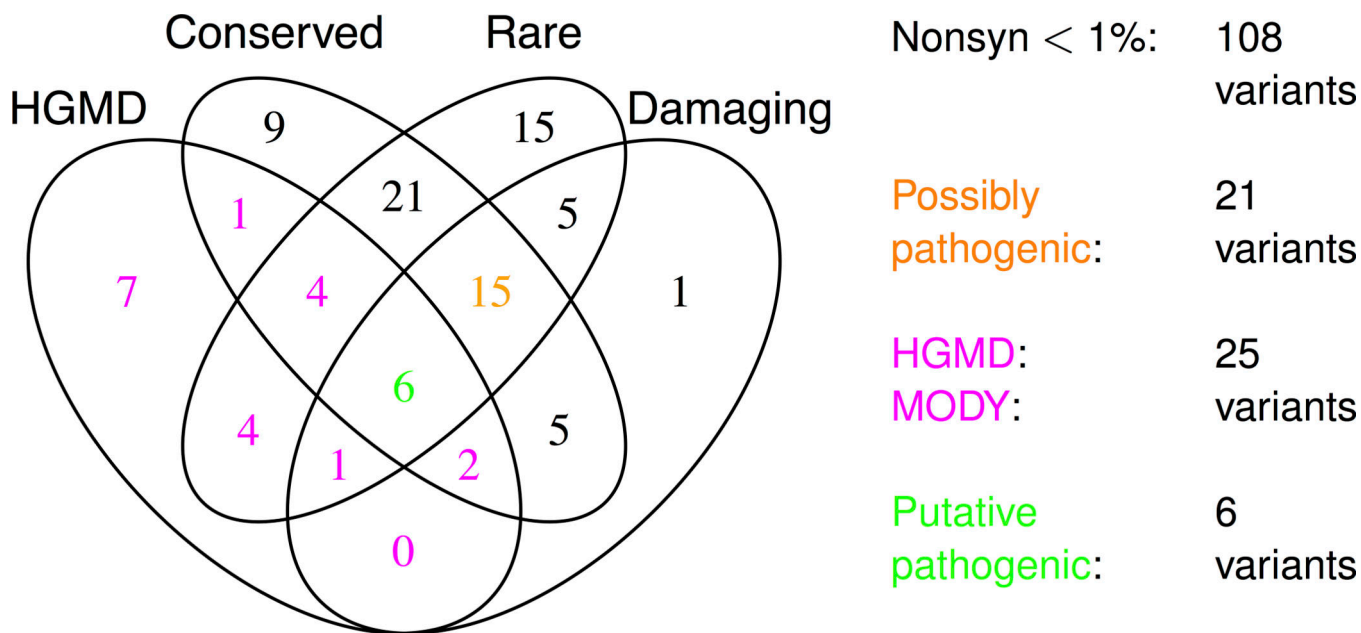 Conserved Rare
HGMD Damaging
9 15
21
1 5
7 4 15 1
6
4 5
1 2
0
Nonsyn < 1%: 108
variants
Possibly 21
pathogenic: variants
HGMD: 25
MODY: variants
Putative 6
pathogenic: variants